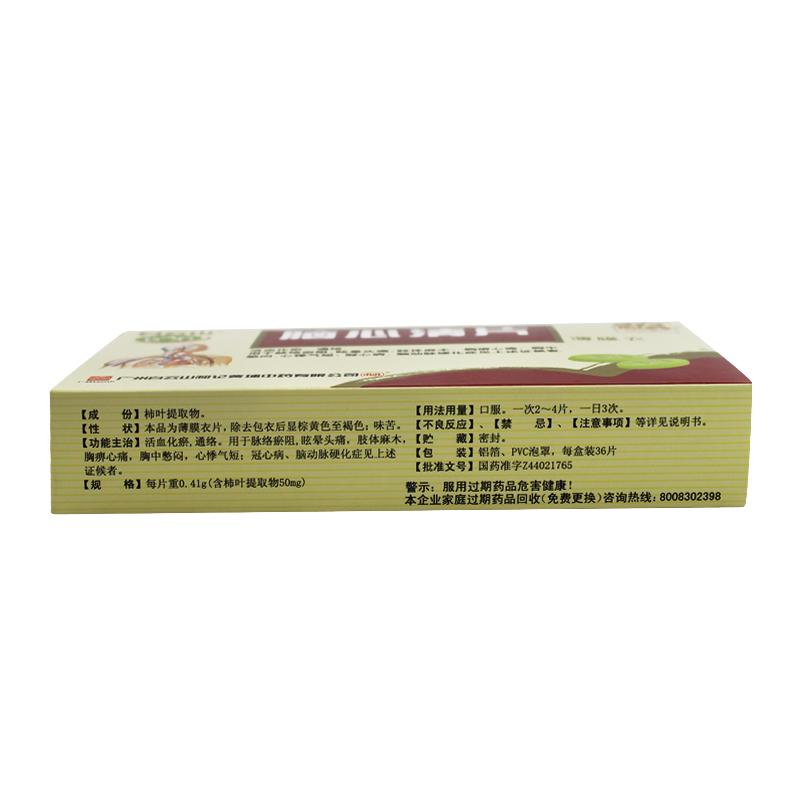 脑心清片
【成　份】柿叶提取物。
【性　状】本品为薄膜衣片，除去包衣后显棕黄色至褐色；味苦。
【功能主治】活血化瘀，通络。用于脉络瘀阻，眩晕头痛，肢体麻木，
胸痹心痛，胸中憋闷，心悸气短；冠心病、脑动脉硬化症见上述
证候者。
【规　格】每片重0.41g(含柿叶提取物50mg)
【用法用量】口服。一次2～4片，一日3次。
【不良反应】、【禁　忌】、【注意事项】等详见说明书。
【贮　藏】密封。
【包　装】铝箔、PVC泡罩，每盒装36片
【批准文号】国药准字Z44021765
警示：服用过期药品危害健康！
本企业家庭过期药品回收(免费更换)咨询热线：8008302398